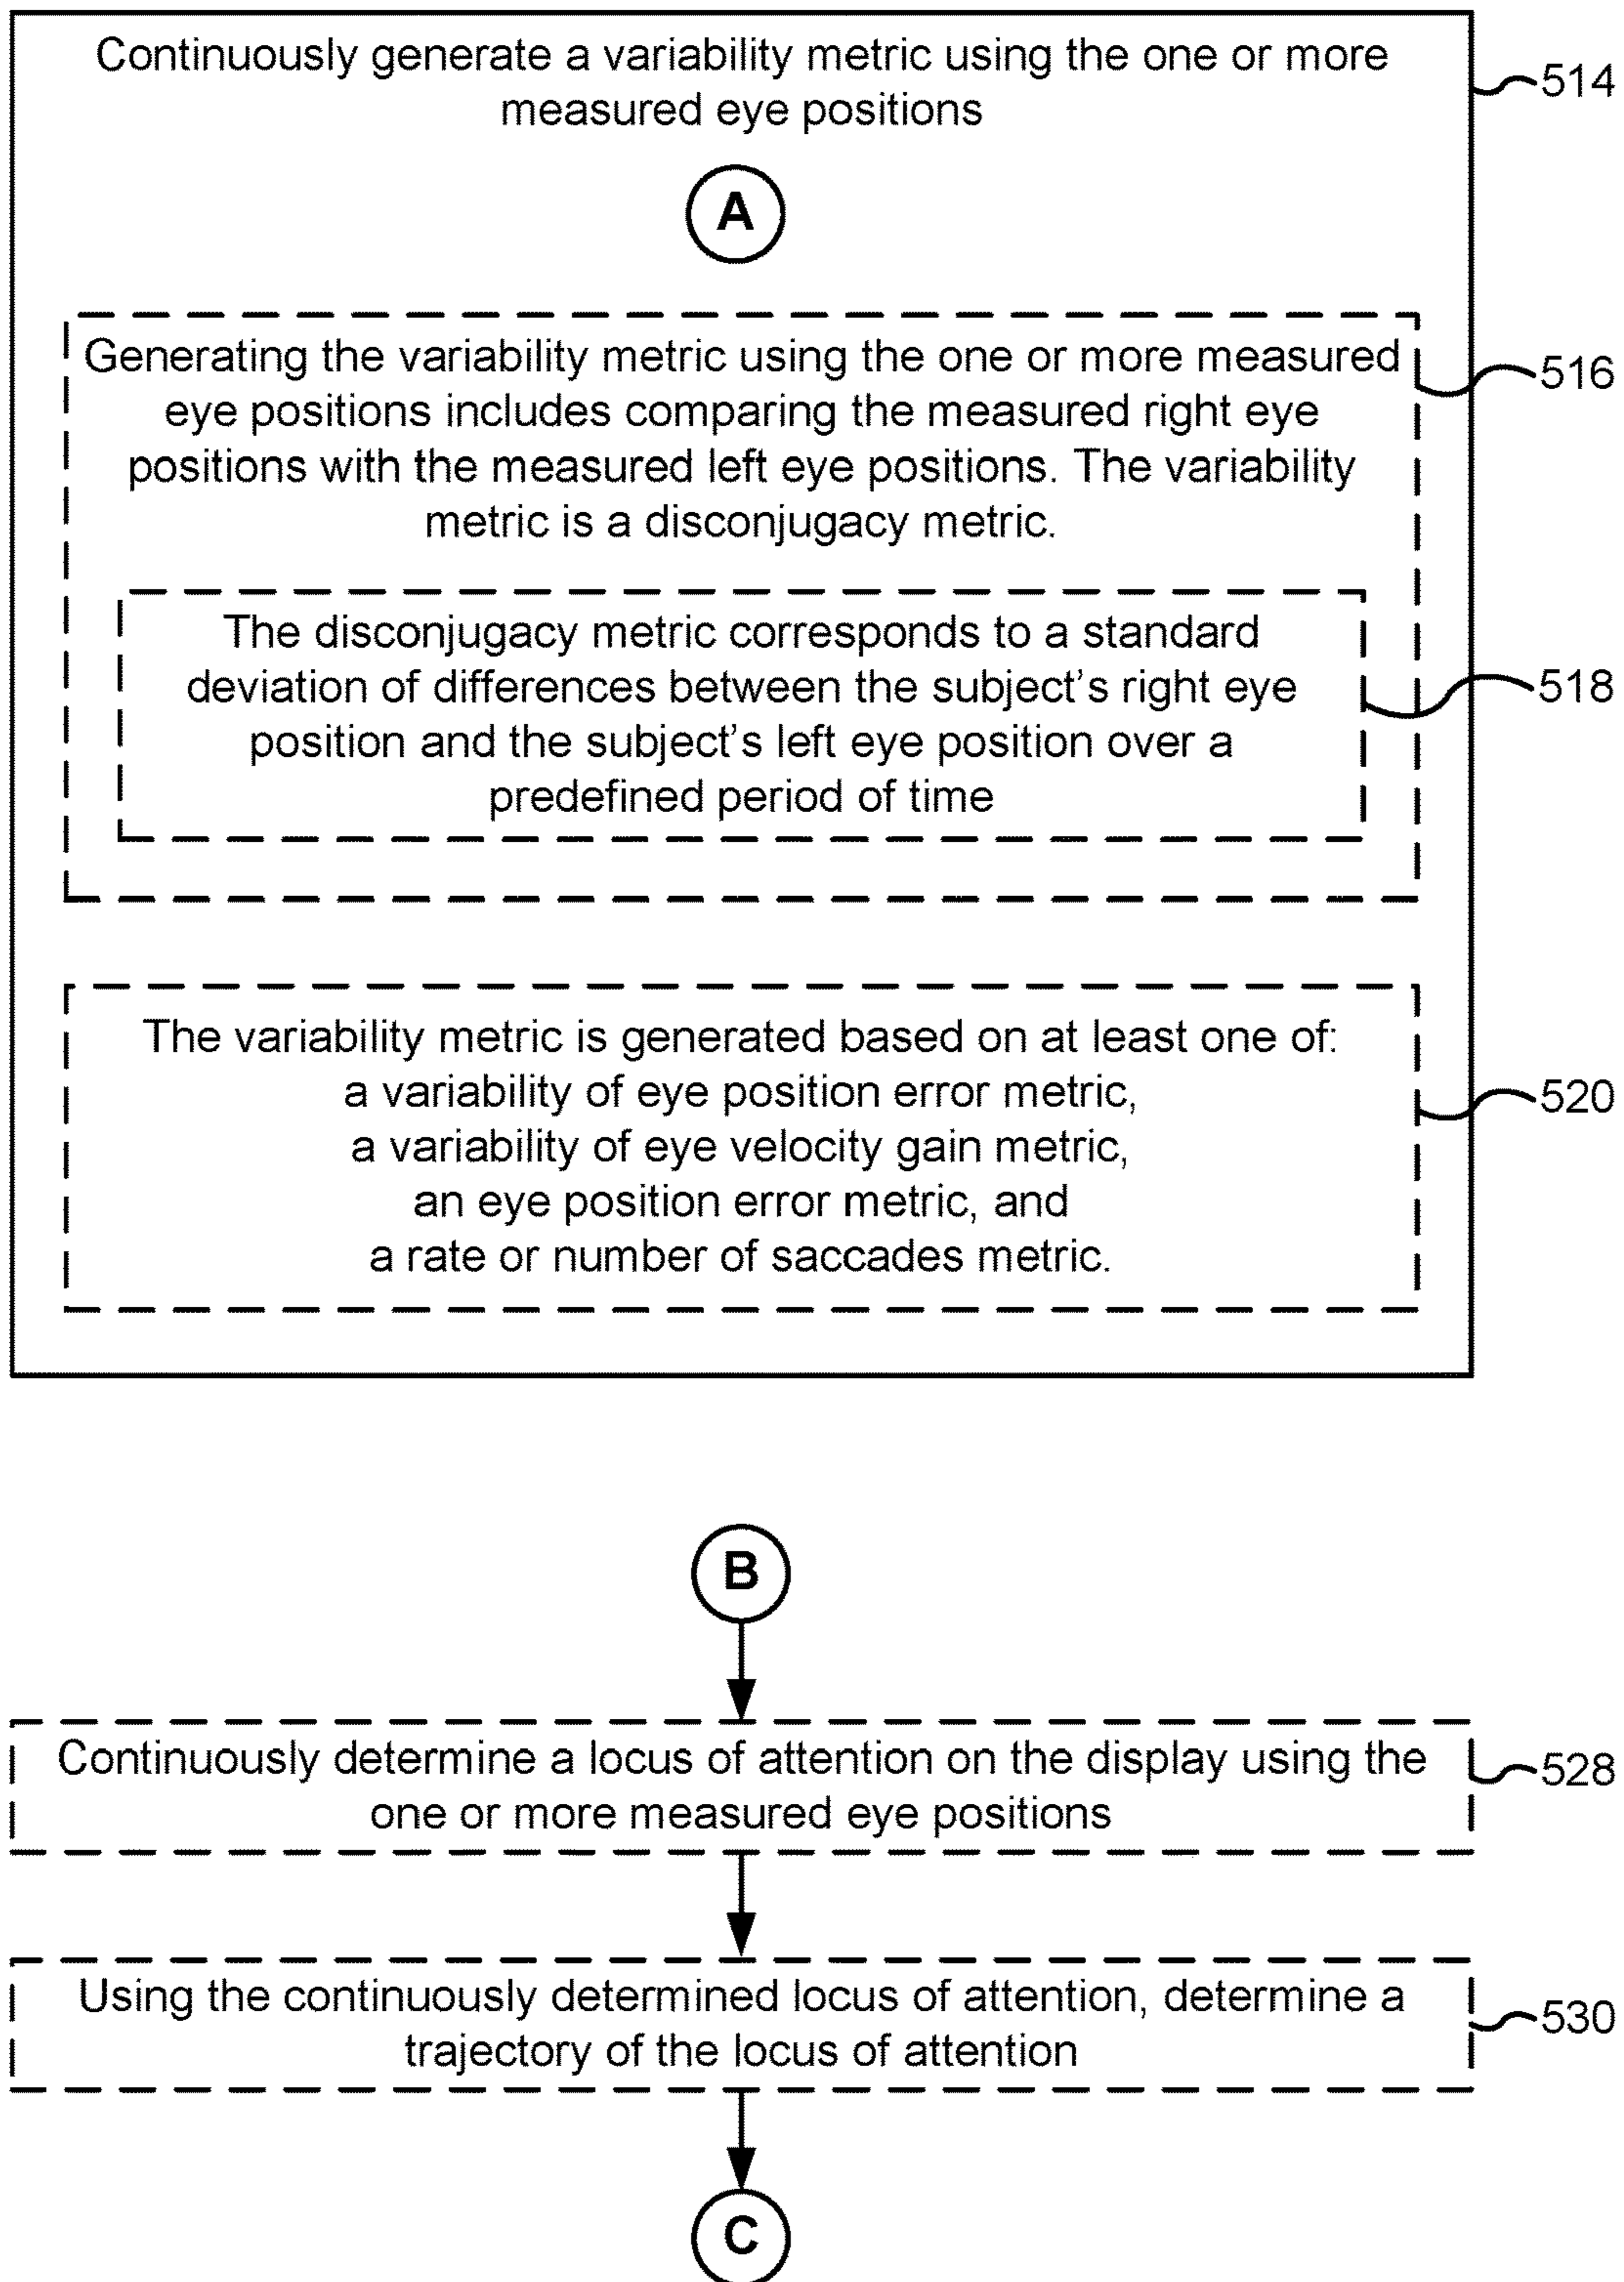 Continuously generate a variability metric using the one or more
measured eye positions
514
A
Generating the variability metric using the one or more measured
eye positions includes comparing the measured right eye
positions with the measured left eye positions. The variability
metric is a disconjugacy metric.
516
The disconjugacy metric corresponds to a standard
deviation of differences between the subject's right eye
position and the subject's left eye position over a
predefined period of time
518
The variability metric is generated based on at least one of:
a variability of eye position error metric,
a variability of eye velocity gain metric,
an eye position error metric, and
a rate or number of saccades metric.
520
B
Continuously determine a locus of attention on the display using the
one or more measured eye positions
528
Using the continuously determined locus of attention, determine a
trajectory of the locus of attention
530
C